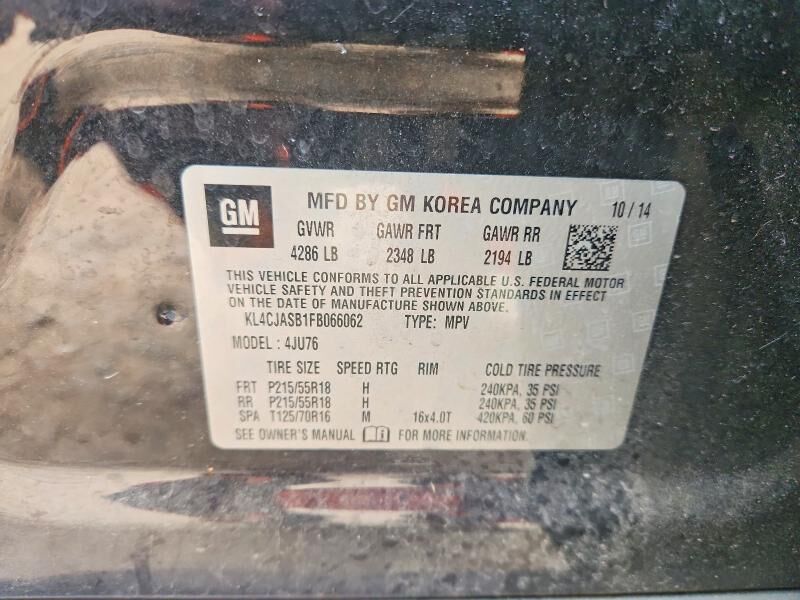 GM MFD BY GM KOREA COMPANY 10 / 14
GVWR GAWR FRT GAWR RR
4286 LB 2348 LB 2194 LB
THIS VEHICLE CONFORMS TO ALL APPLICABLE U.S. FEDERAL MOTOR
VEHICLE SAFETY AND THEFT PREVENTION STANDARDS IN EFFECT
ON THE DATE OF MANUFACTURE SHOWN ABOVE.
KL4CJASB1FB066062 TYPE: MPV
MODEL : 4JU76
TIRE SIZE SPEED RTG RIM COLD TIRE PRESSURE
FRT P215/55R18 H 240KPA, 35 PSI
RR P215/55R18 H 240KPA, 35 PSI
SPA T125/70R16 M 16x4.0T 420KPA, 60 PSI
SEE OWNER'S MANUAL FOR MORE INFORMATION.